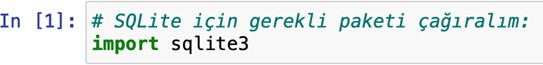 In [1]: # SQLite için gerekli paketi çağıralım:
import sqlite3